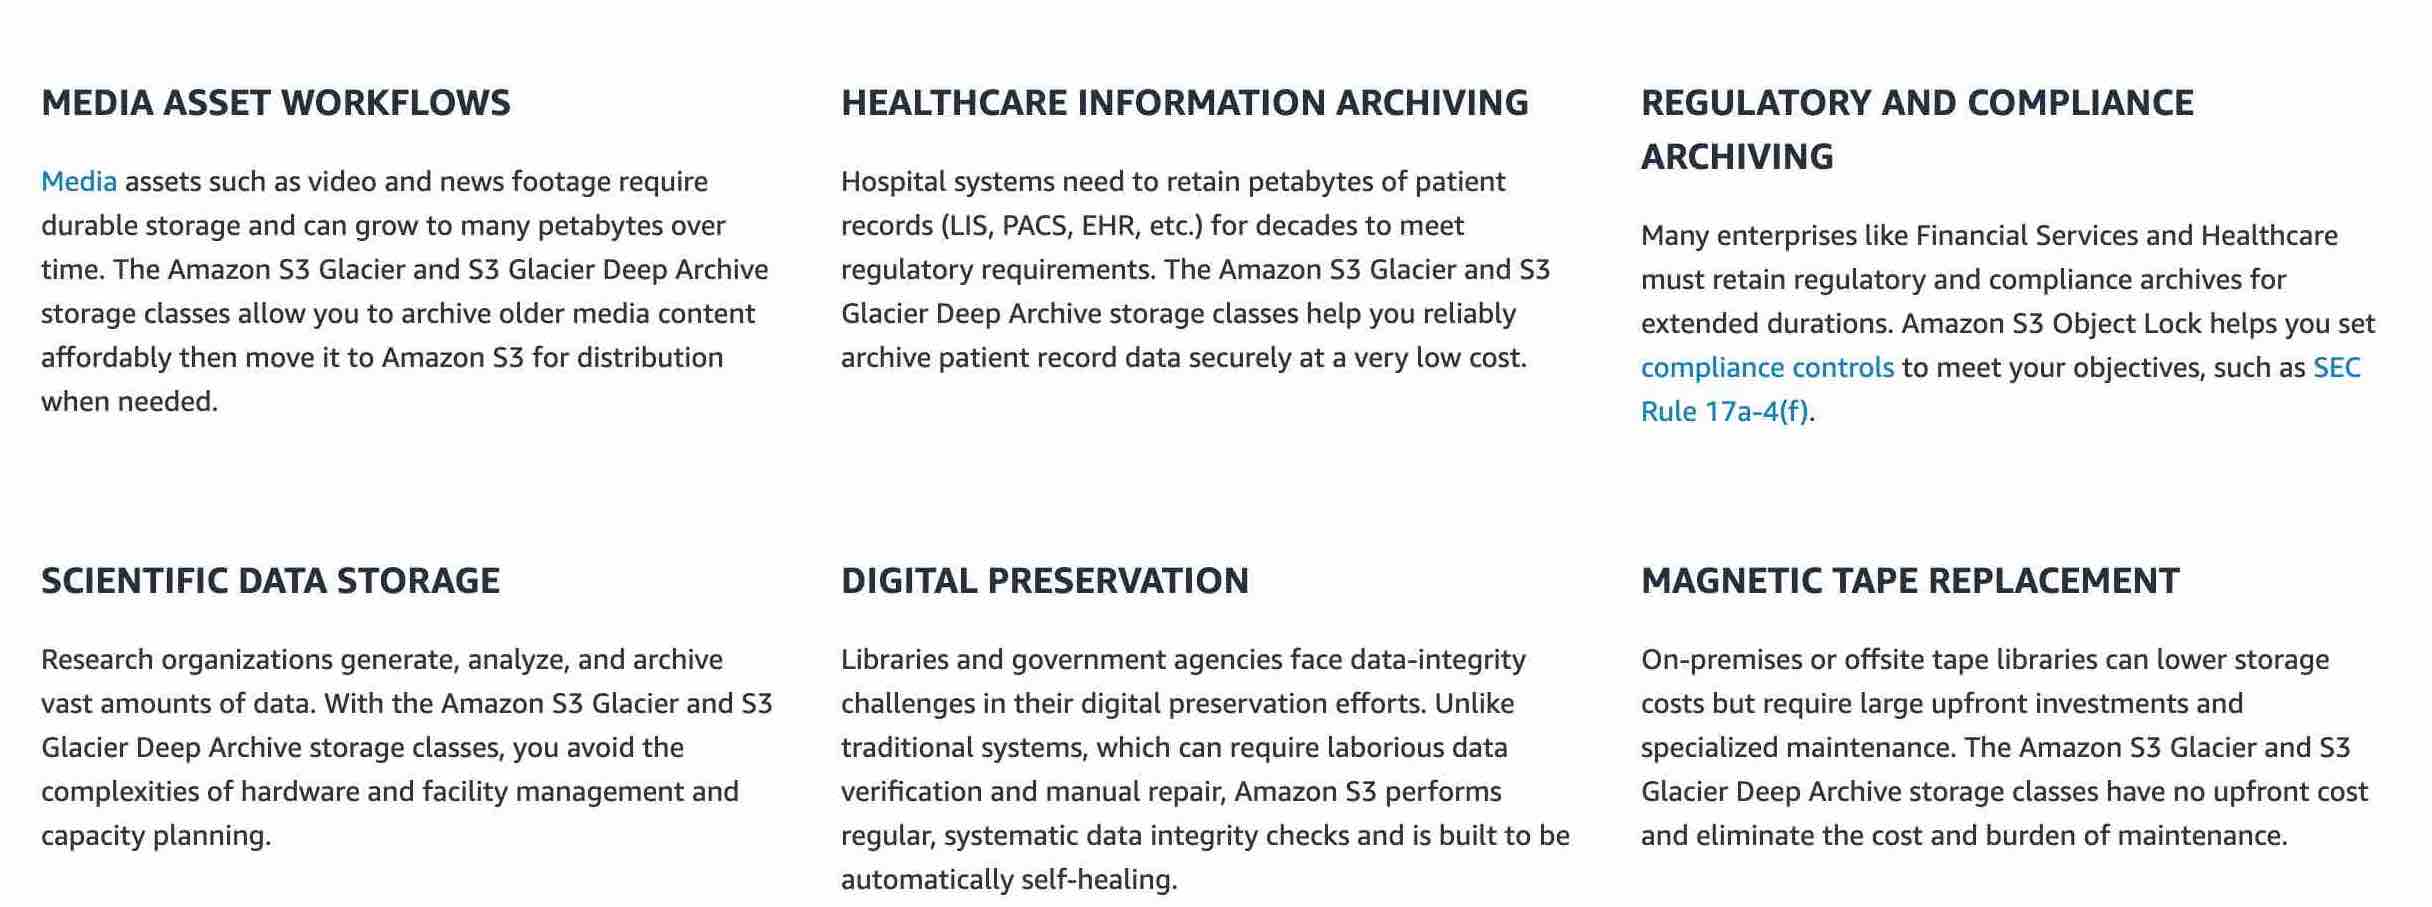 MEDIA ASSET WORKFLOWS
Media assets such as video and news footage require
durable storage and can grow to many petabytes over
time. The Amazon S3 Glacier and S3 Glacier Deep Archive
storage classes allow you to archive older media content
affordably then move it to Amazon S3 for distribution
when needed.
HEALTHCARE INFORMATION ARCHIVING
Hospital systems need to retain petabytes of patient
records (LIS, PACS, EHR, etc.) for decades to meet
regulatory requirements. The Amazon S3 Glacier and S3
Glacier Deep Archive storage classes help you reliably
archive patient record data securely at a very low cost.
REGULATORY AND COMPLIANCE
ARCHIVING
Many enterprises like Financial Services and Healthcare
must retain regulatory and compliance archives for
extended durations. Amazon S3 Object Lock helps you set
compliance controls to meet your objectives, such as SEC
Rule 17a-4(f).
SCIENTIFIC DATA STORAGE
Research organizations generate, analyze, and archive
vast amounts of data. With the Amazon S3 Glacier and S3
Glacier Deep Archive storage classes, you avoid the
complexities of hardware and facility management and
capacity planning.
DIGITAL PRESERVATION
Libraries and government agencies face data-integrity
challenges in their digital preservation efforts. Unlike
traditional systems, which can require laborious data
verification and manual repair, Amazon S3 performs
regular, systematic data integrity checks and is built to be
automatically self-healing.
MAGNETIC TAPE REPLACEMENT
On-premises or offsite tape libraries can lower storage
costs but require large upfront investments and
specialized maintenance. The Amazon S3 Glacier and S3
Glacier Deep Archive storage classes have no upfront cost
and eliminate the cost and burden of maintenance.